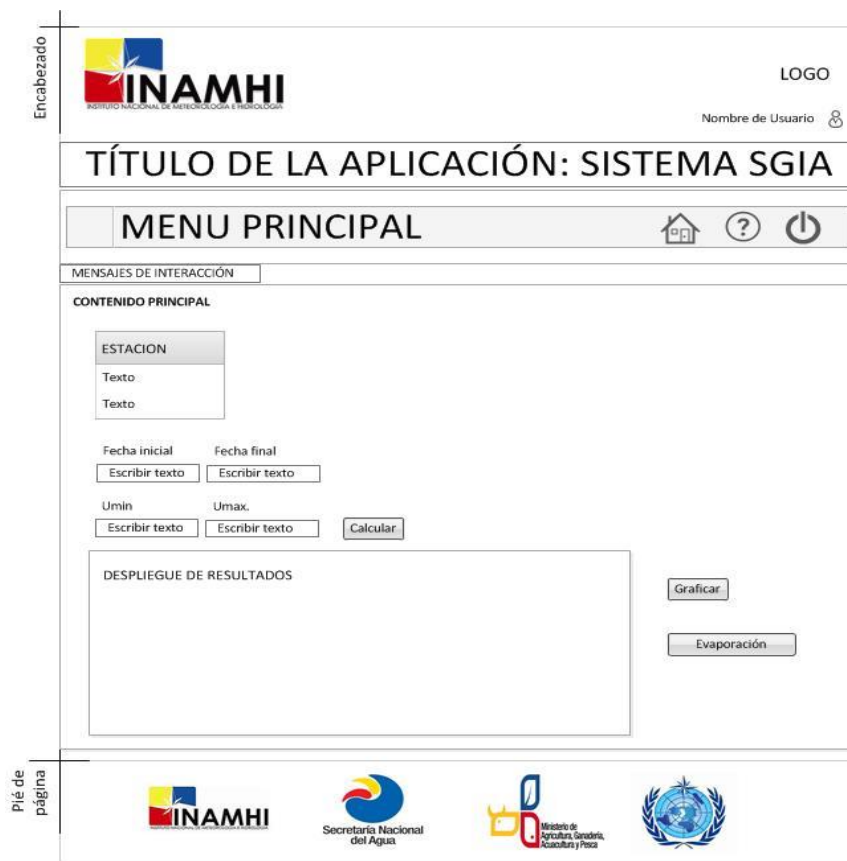 Encabezado
INAMHI
INSTITUTO NACIONAL DE METEOROLOGIA E HIDROLOGIA
LOGO
Nombre de Usuario
TÍTULO DE LA APLICACIÓN: SISTEMA SGIA
MENU PRINCIPAL
?
MENSAJES DE INTERACCIÓN
CONTENIDO PRINCIPAL
ESTACION
Texto
Texto
Fecha inicial Fecha final
Escribir texto Escribir texto
Umin Umax.
Escribir texto Escribir texto Calcular
DESPLIEGUE DE RESULTADOS
Graficar
Evaporación
Pié de
página
INAMHI
Secretaría Nacional
del Agua
Ministerio de
Agricultura, Ganadería,
Acuacultura y Pesca